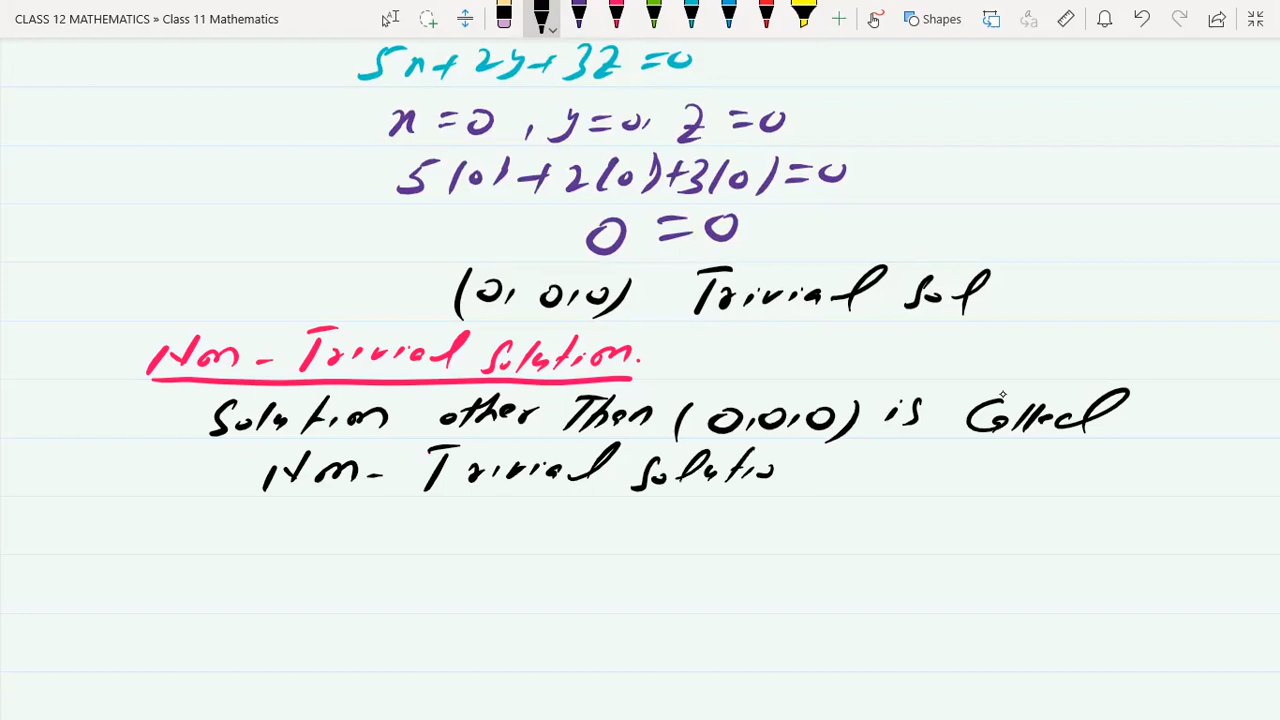 CLASS 12 MATHEMATICS » Class 11 Mathematics
Shapes
5x+2y+3z=0
x=0, y=0, z=0
5(0)+2(0)+3(0)=0
0=0
(0,0,0) Trivial Sol
Non-Trivial Solution.
Solution other Then (0,0,0) is Called
Non-Trivial Solutio